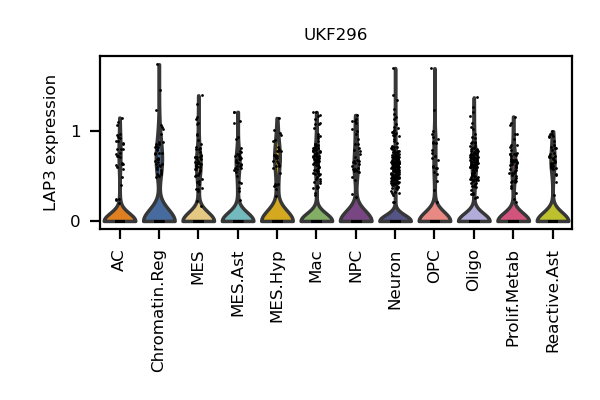 UKF296
LAP3 expression
1
0
AC
Chromatin.Reg
MES
MES.Ast
MES.Hyp
Mac
NPC
Neuron
OPC
Oligo
Prolif.Metab
Reactive.Ast